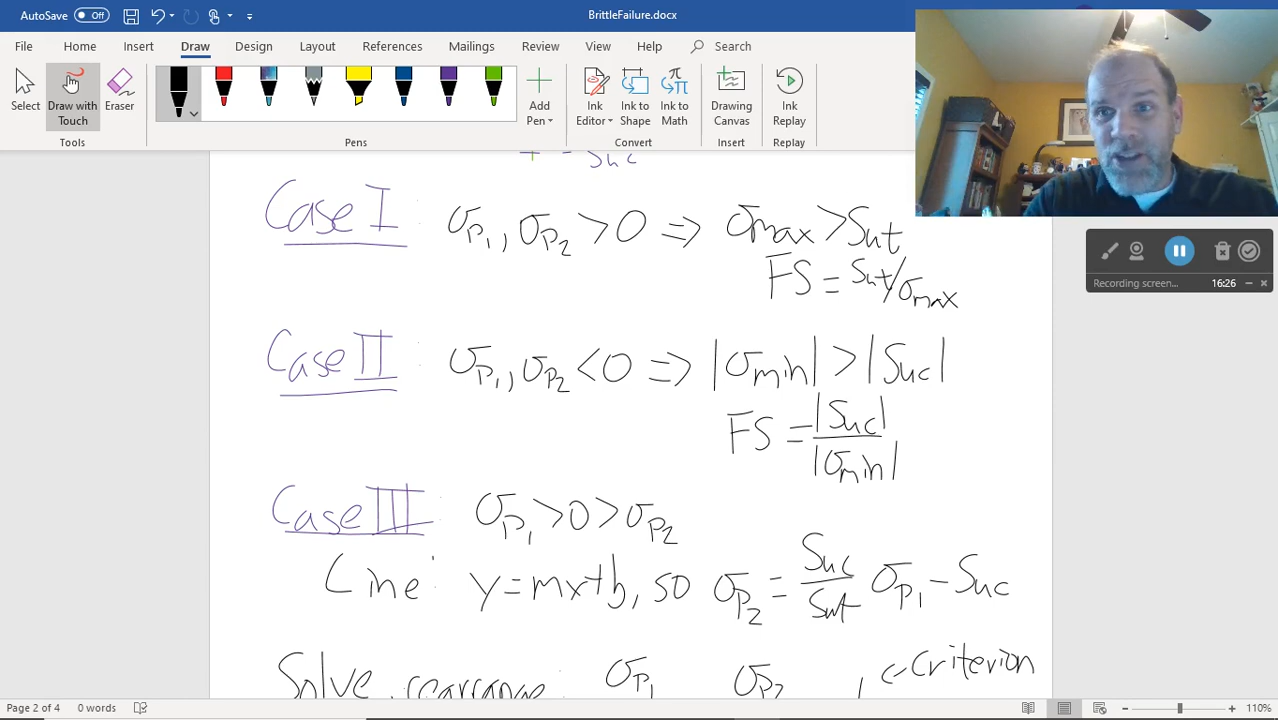 AutoSave Off BrittleFailure.docx
File Home Insert Draw Design Layout References Mailings Review View Help Search
Select Draw with Touch Eraser Add Pen Ink Editor Ink to Shape Ink to Math Drawing Canvas Ink Replay
Tools Pens Convert Insert Replay
Case I σp₁, σp₂ > 0 ⇒ σmax > Sut
FS = Sut/σmax
Case II σp₁, σp₂ < 0 ⇒ |σmin| > |Suc|
FS = |Suc|/|σmin|
Case III σp₁ > 0 > σp₂
Line: y = mx + b, so σp₂ = Suc/Sut σp₁ - Suc
Solve, rearrange σp₁ σp₂ ← Criterion
Recording screen... 16:26
Page 2 of 4 0 words 110%